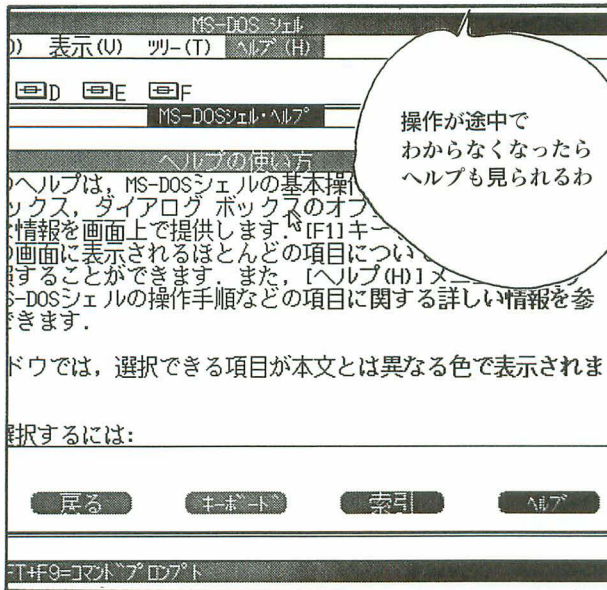 MS-DOS シェル
) 表示(V) ツリー(T) ヘルプ(H)
D E F
MS-DOSシェル・ヘルプ
操作が途中で
わからなくなったら
ヘルプも見られるわ
ヘルプの使い方
のヘルプは, MS-DOSシェルの基本操作
ックス, ダイアログ ボックスのオプ
な情報を画面上で提供します. [F1]キー
の画面に表示されるほとんどの項目につい
照することができます. また, [ヘルプ(H)]メニュ
S-DOSシェルの操作手順などの項目に関する詳しい情報を参
できます.
ドウでは, 選択できる項目が本文とは異なる色で表示されま
択するには:
戻る キーボード 索引 ヘルプ
FT+F9=コマンドプロンプト